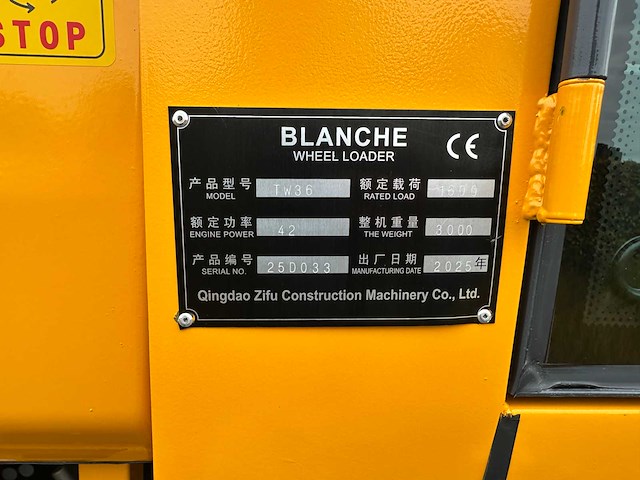 STOP
BLANCHE
WHEEL LOADER
CE
产品型号 TW36 额定载荷
MODEL RATED LOAD
额定功率 42 整机重量 3000
ENGINE POWER THE WEIGHT
产品编号 25D033 出厂日期 2025年
SERIAL NO. MANUFACTURING DATE
Qingdao Zifu Construction Machinery Co., Ltd.